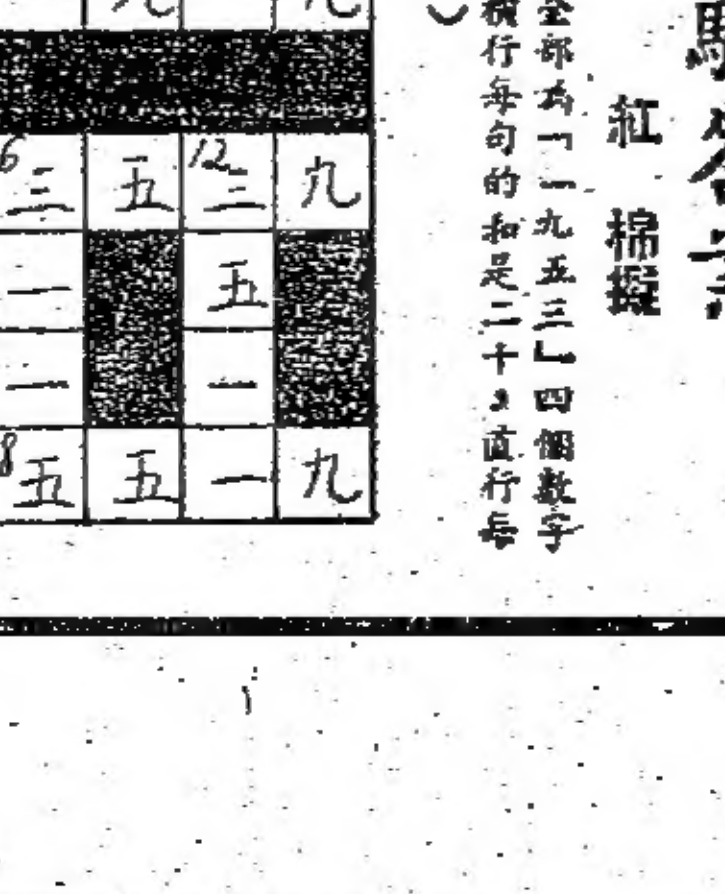 紅棉擬
全部為「一九五三」四個數字
橫行每句的和是二十，直行每
九 九
6三 五 12三 九
一 五
一 一
8五 五 一 九